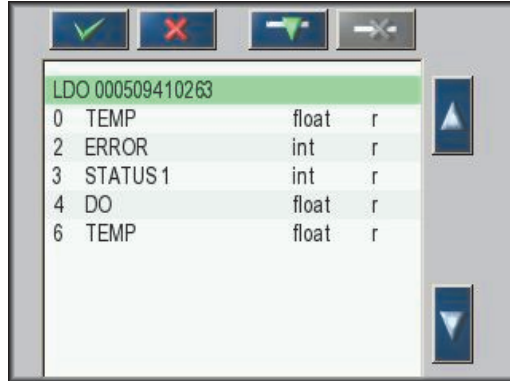 LDO 000509410263
0 TEMP float r
2 ERROR int r
3 STATUS 1 int r
4 DO float r
6 TEMP float r